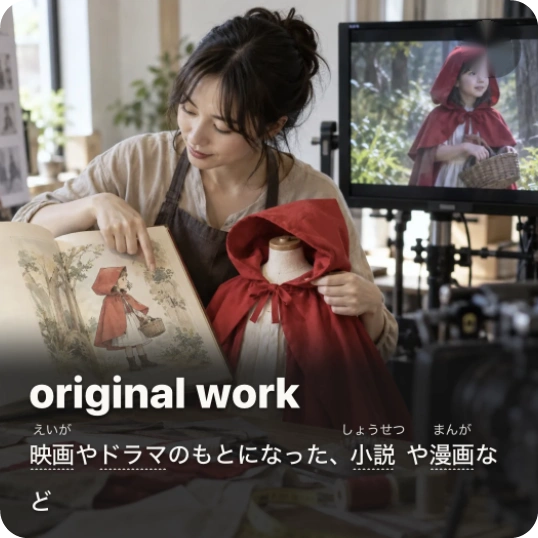 original work
えいが しょうせつ まんが
映画やドラマのもとになった、小説 や漫画な
ど